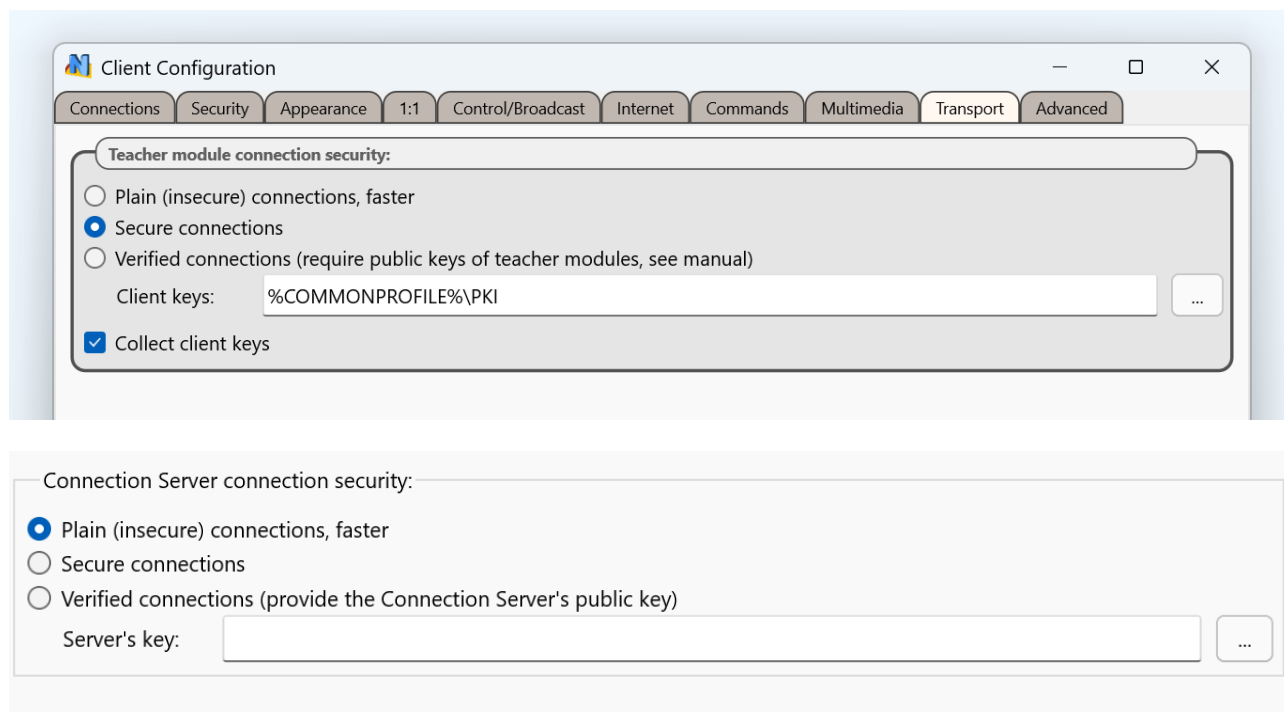 Client Configuration
Connections Security Appearance 1:1 Control/Broadcast Internet Commands Multimedia Transport Advanced
Teacher module connection security:
Plain (insecure) connections, faster
Secure connections
Verified connections (require public keys of teacher modules, see manual)
Client keys: %COMMONPROFILE%\PKI ...
Collect client keys
Connection Server connection security:
Plain (insecure) connections, faster
Secure connections
Verified connections (provide the Connection Server's public key)
Server's key: ...